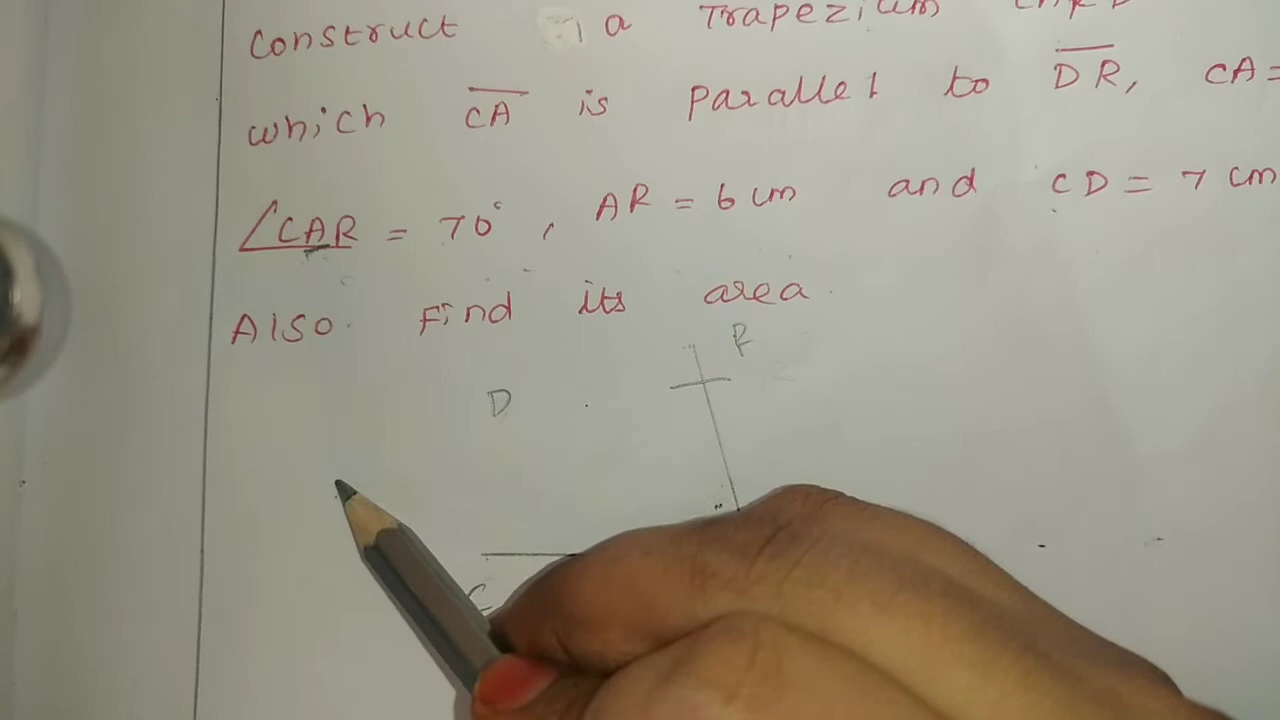 construct a Trapezium
which CA is parallel to DR, CA=
∠CAR = 70°, AR = 6 cm and CD = 7 cm
Also Find its area
R
D
C